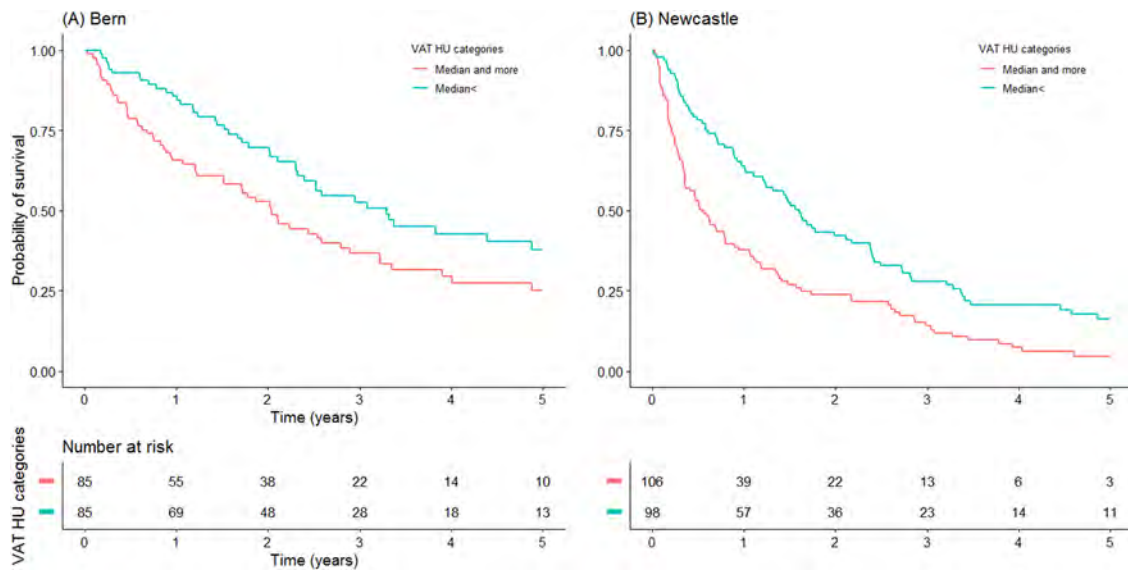 (A) Bern
VAT HU categories
Median and more
Median<
Probability of survival
1.00
0.75
0.50
0.25
0.00
0 1 2 3 4 5
Time (years)
(B) Newcastle
VAT HU categories
Median and more
Median<
1.00
0.75
0.50
0.25
0.00
0 1 2 3 4 5
Time (years)
Number at risk
VAT HU categories
85 55 38 22 14 10
85 69 48 28 18 13
0 1 2 3 4 5
Time (years)
106 39 22 13 6 3
98 57 36 23 14 11
0 1 2 3 4 5
Time (years)